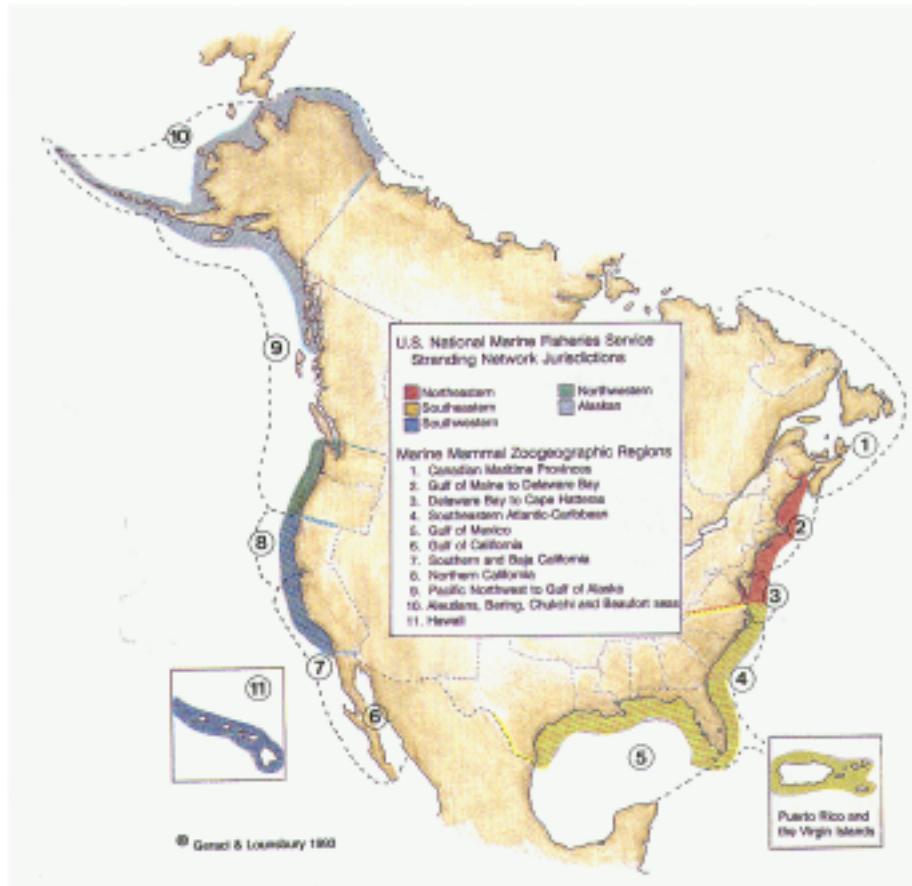 U.S. National Marine Fisheries Service
Stranding Network Jurisdictions
Northeastern
Southeastern
Southwestern
Northwestern
Alaskan
Marine Mammal Zoogeographic Regions
1. Canadian Maritime Provinces
2. Gulf of Maine to Delaware Bay
3. Delaware Bay to Cape Hatteras
4. Southeastern Atlantic-Caribbean
5. Gulf of Mexico
6. Gulf of California
7. Southern and Baja California
8. Northern California
9. Pacific Northwest to Gulf of Alaska
10. Aleutians, Bering, Chukchi and Beaufort seas
11. Hawaii
10
9
8
7
6
11
5
4
3
2
1
Puerto Rico and
the Virgin Islands
© Geraci & Lounsbury 1993